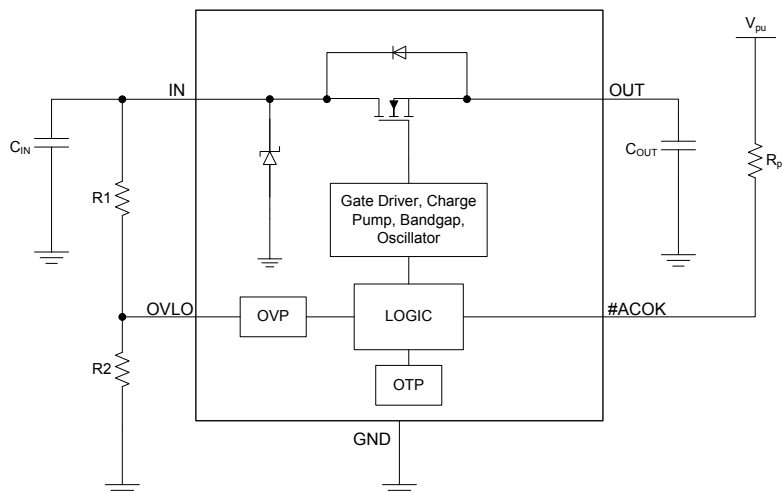 V_pu
IN
OUT
C_IN
C_OUT
R_p
R1
Gate Driver, Charge
Pump, Bandgap,
Oscillator
OVLO
OVP
LOGIC
#ACOK
R2
OTP
GND